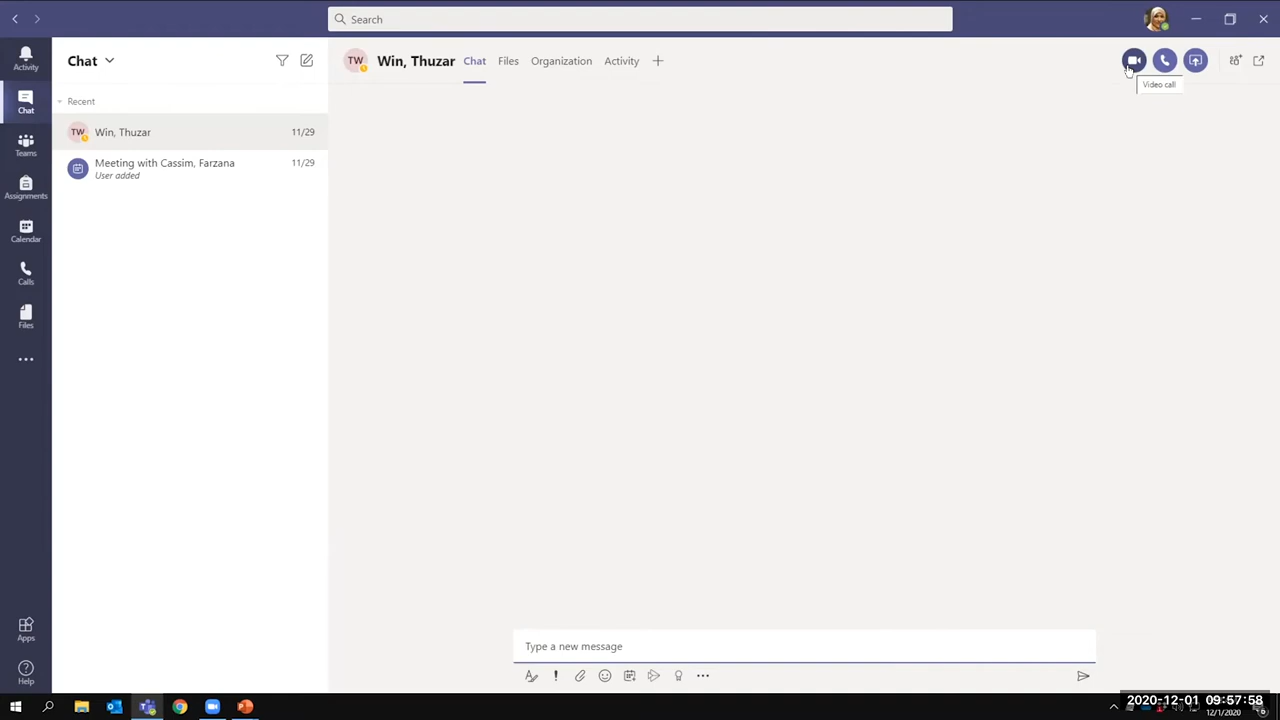 Search
Activity
Chat
Teams
Assignments
Calendar
Calls
Files
Apps
Help
Chat
Recent
TW Win, Thuzar 11/29
Meeting with Cassim, Farzana 11/29
User added
TW Win, Thuzar Chat Files Organization Activity
Video call
Type a new message
2020-12-01 09:57:58
12/1/2020